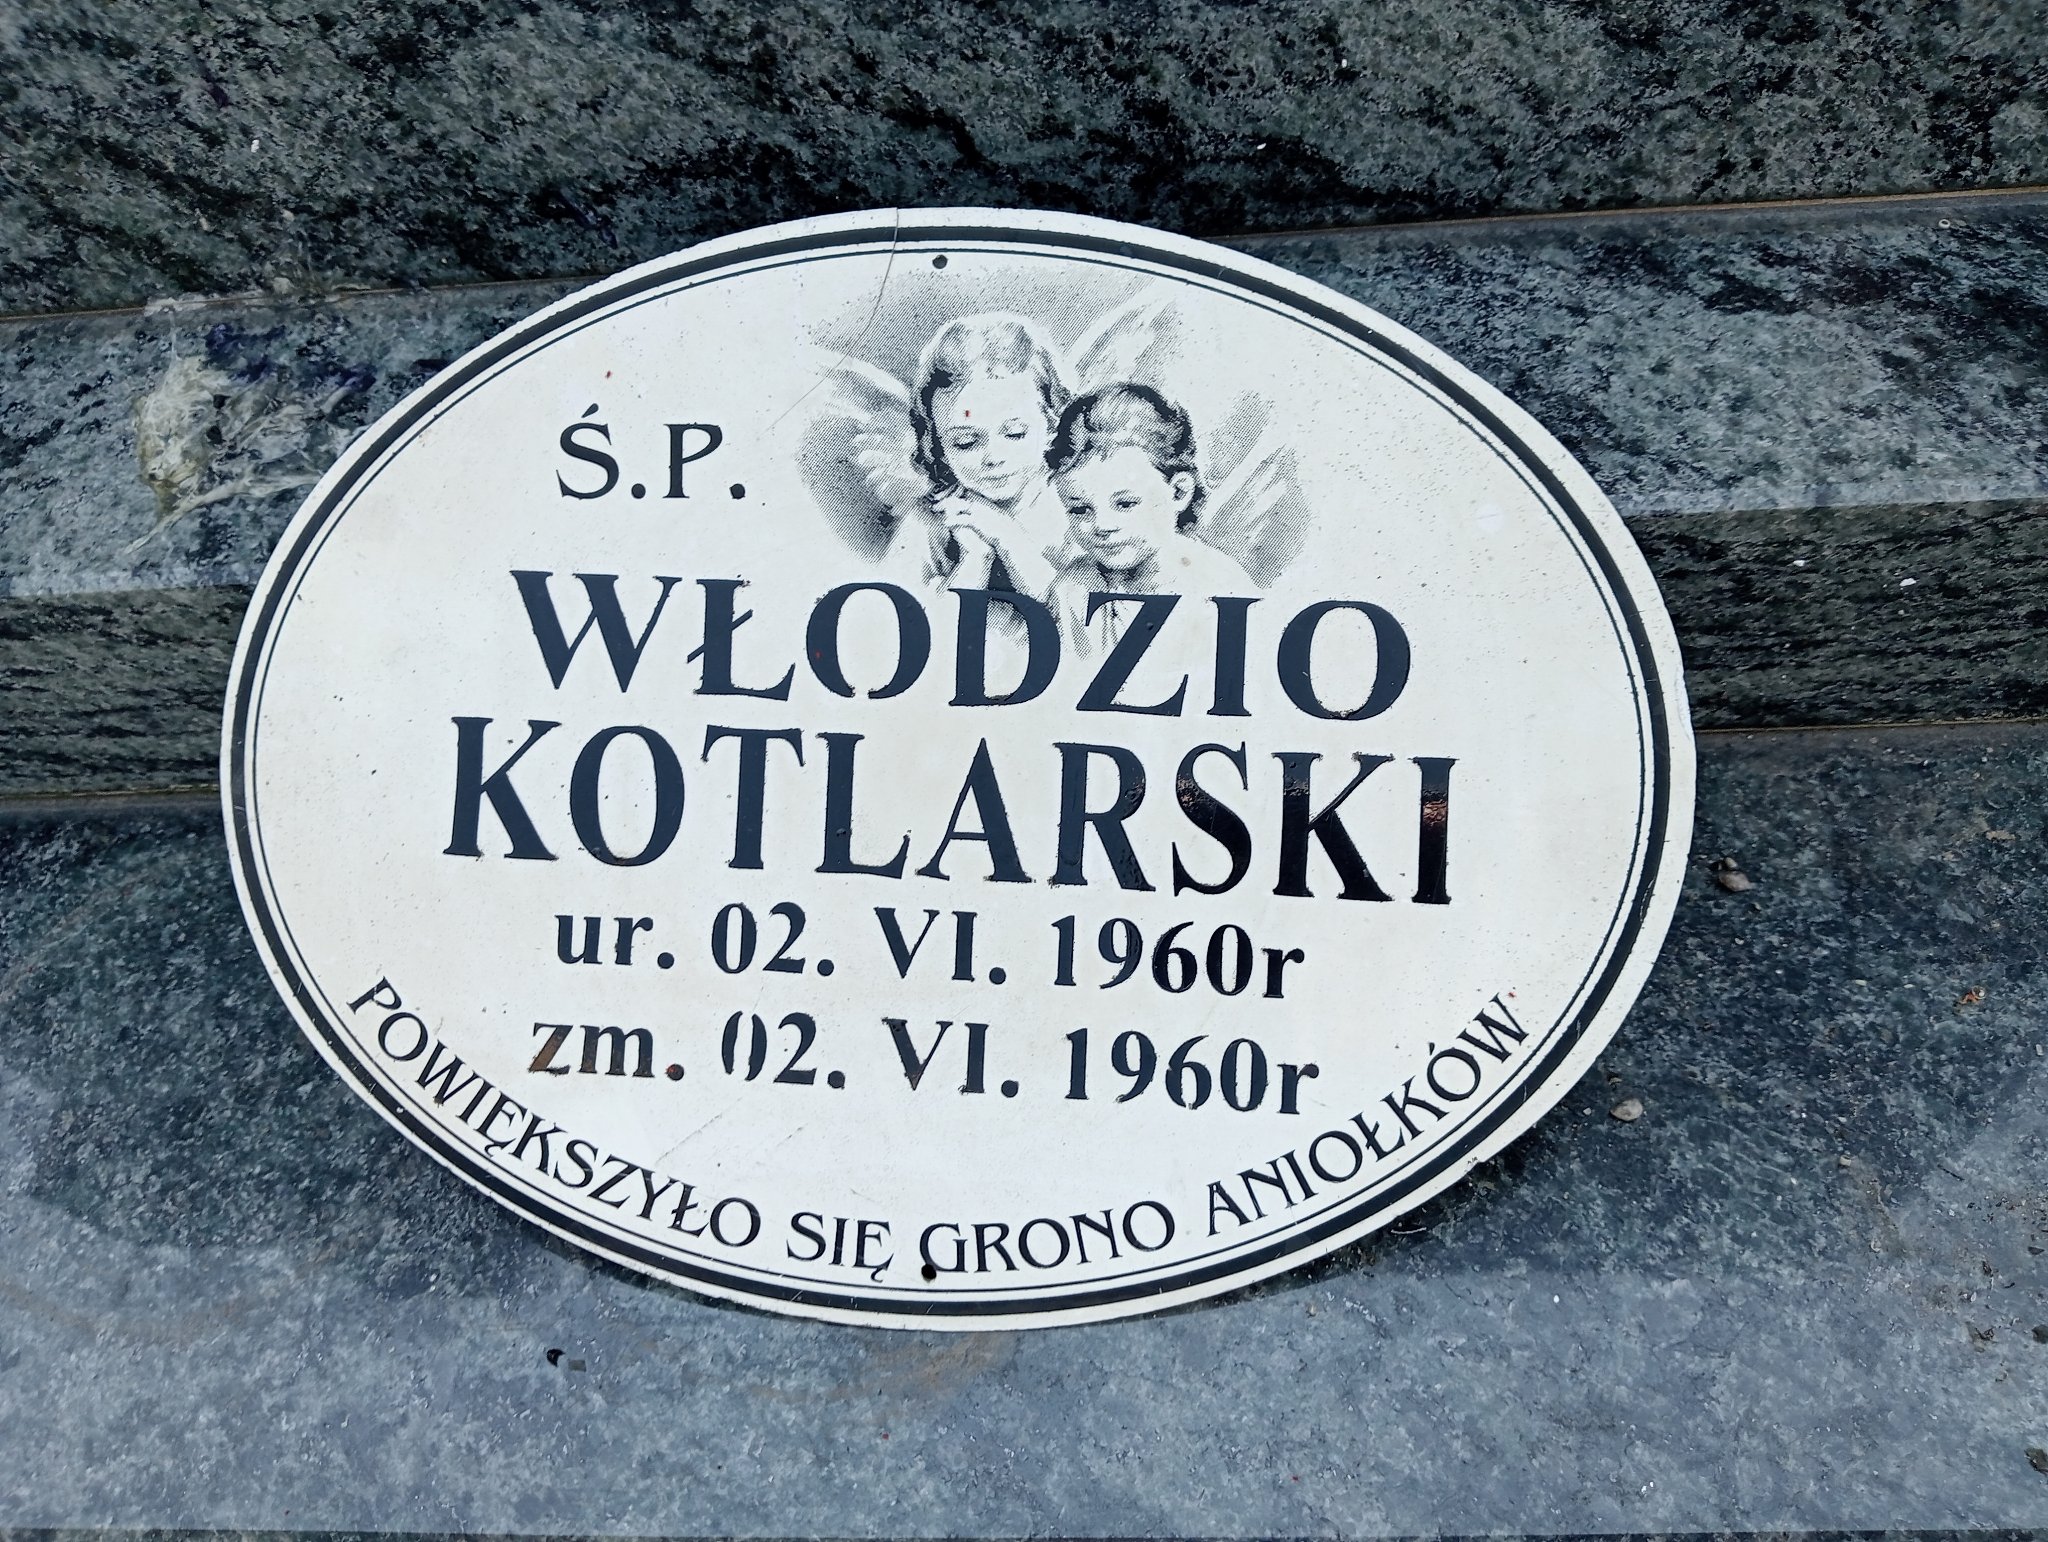 Ś.P.
WŁODZIO
KOTLARSKI
ur. 02. VI. 1960r
zm. 02. VI. 1960r
POWIĘKSZYŁO SIĘ GRONO ANIOŁKÓW